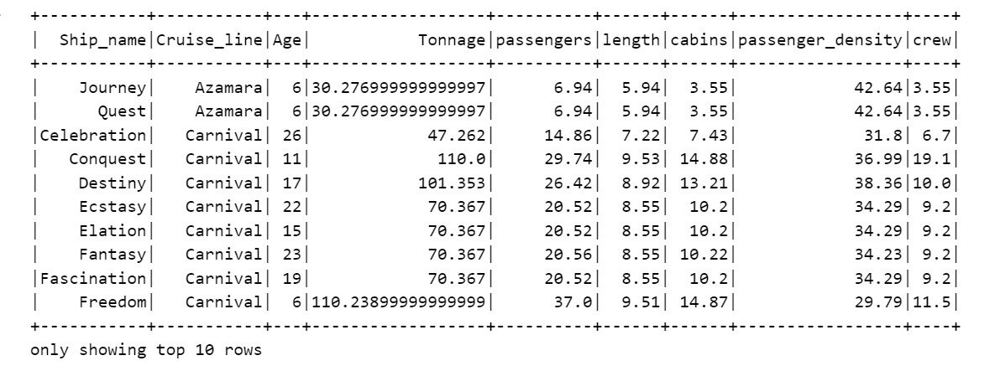 +-----------+-----------+---+------------------+----------+------+------+-----------------+----+
|  Ship_name|Cruise_line|Age|           Tonnage|passengers|length|cabins|passenger_density|crew|
+-----------+-----------+---+------------------+----------+------+------+-----------------+----+
|    Journey|    Azamara|  6|30.276999999999997|      6.94|  5.94|  3.55|            42.64|3.55|
|      Quest|    Azamara|  6|30.276999999999997|      6.94|  5.94|  3.55|            42.64|3.55|
|Celebration|   Carnival| 26|            47.262|     14.86|  7.22|  7.43|             31.8| 6.7|
|   Conquest|   Carnival| 11|             110.0|     29.74|  9.53| 14.88|            36.99|19.1|
|    Destiny|   Carnival| 17|           101.353|     26.42|  8.92| 13.21|            38.36|10.0|
|    Ecstasy|   Carnival| 22|            70.367|     20.52|  8.55|  10.2|            34.29| 9.2|
|    Elation|   Carnival| 15|            70.367|     20.52|  8.55|  10.2|            34.29| 9.2|
|    Fantasy|   Carnival| 23|            70.367|     20.56|  8.55| 10.22|            34.23| 9.2|
|Fascination|   Carnival| 19|            70.367|     20.52|  8.55|  10.2|            34.29| 9.2|
|    Freedom|   Carnival|  6|110.23899999999999|      37.0|  9.51| 14.87|            29.79|11.5|
+-----------+-----------+---+------------------+----------+------+------+-----------------+----+
only showing top 10 rows